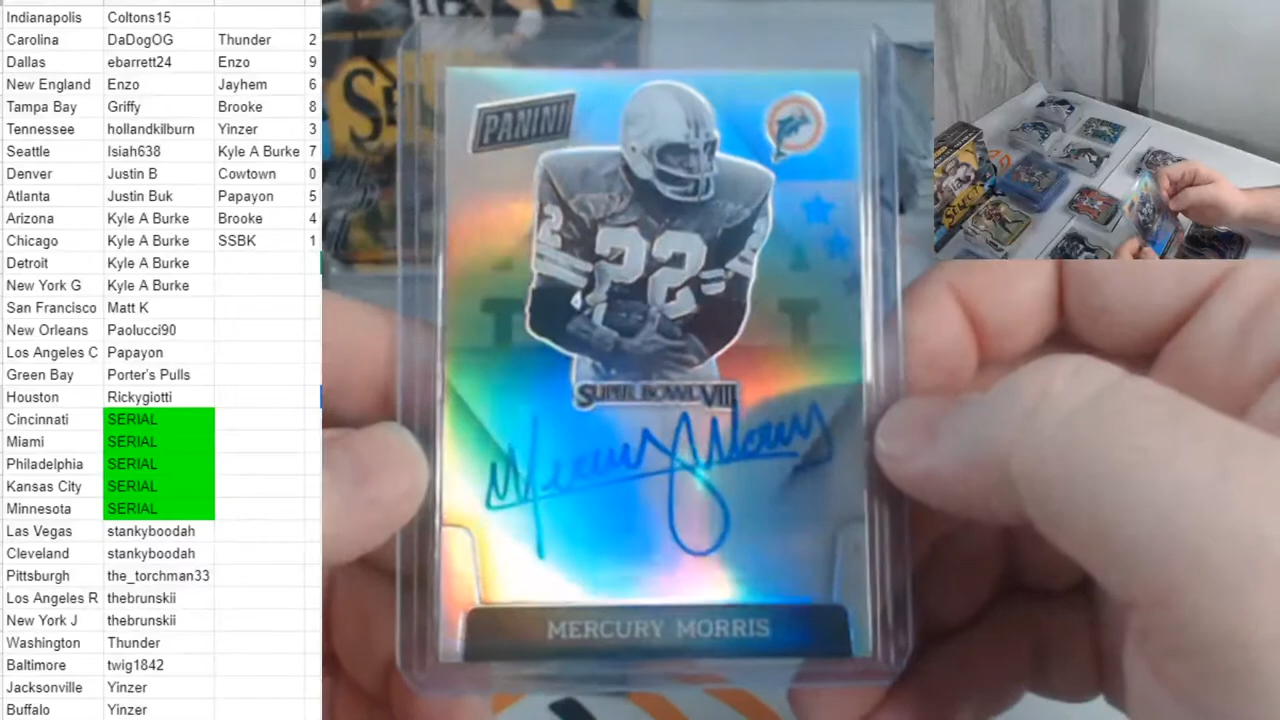 Indianapolis Coltons15
Carolina DaDogOG Thunder 2
Dallas ebarrett24 Enzo 9
New England Enzo Jayhem 6
Tampa Bay Griffy Brooke 8
Tennessee hollandkilburn Yinzer 3
Seattle Isiah638 Kyle A Burke 7
Denver Justin B Cowtown 0
Atlanta Justin Buk Papayon 5
Arizona Kyle A Burke Brooke 4
Chicago Kyle A Burke SSBK 1
Detroit Kyle A Burke
New York G Kyle A Burke
San Francisco Matt K
New Orleans Paolucci90
Los Angeles C Papayon
Green Bay Porter's Pulls
Houston Rickygiotti
Cincinnati SERIAL
Miami SERIAL
Philadelphia SERIAL
Kansas City SERIAL
Minnesota SERIAL
Las Vegas stankyboodah
Cleveland stankyboodah
Pittsburgh the_torchman33
Los Angeles R thebrunskii
New York J thebrunskii
Washington Thunder
Baltimore twig1842
Jacksonville Yinzer
Buffalo Yinzer
PANINI
22
SUPER BOWL VIII
Mercury Morris
MERCURY MORRIS